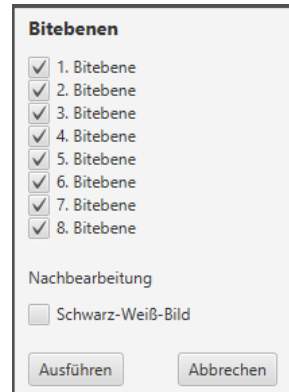 Bitebenen
1. Bitebene
2. Bitebene
3. Bitebene
4. Bitebene
5. Bitebene
6. Bitebene
7. Bitebene
8. Bitebene
Nachbearbeitung
Schwarz-Weiß-Bild
Ausführen Abbrechen